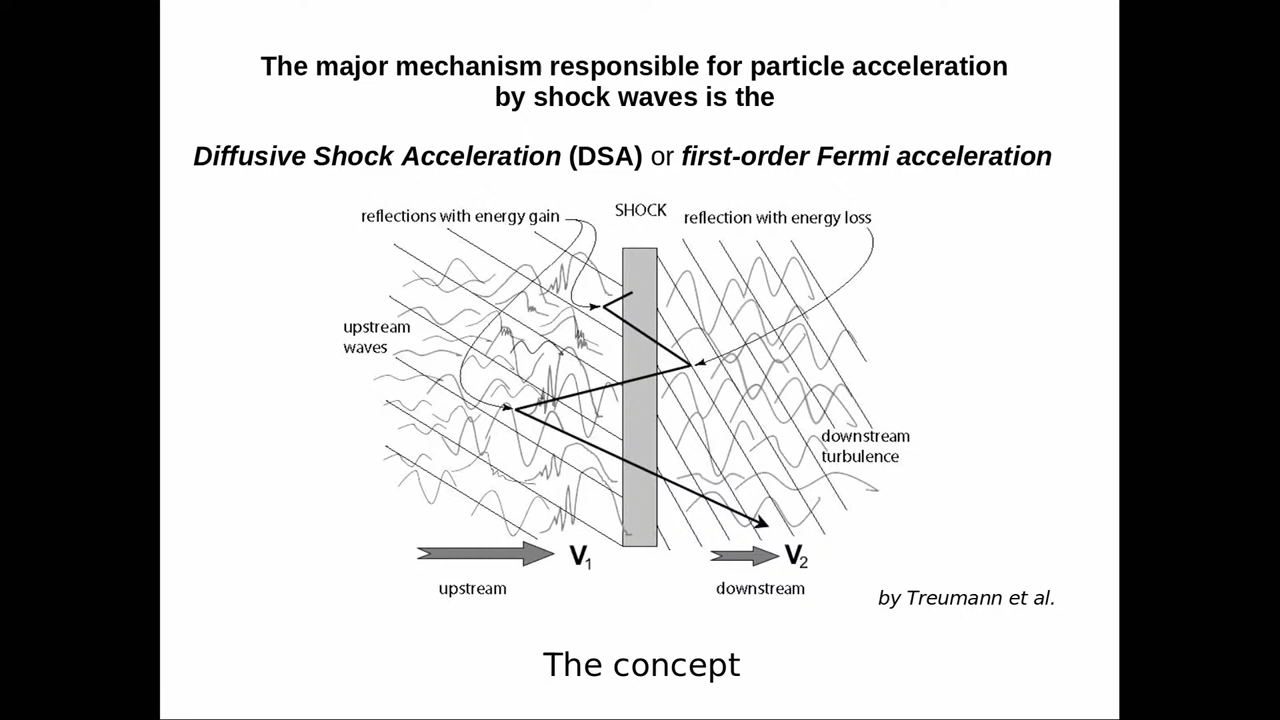 The major mechanism responsible for particle acceleration
by shock waves is the
Diffusive Shock Acceleration (DSA) or first-order Fermi acceleration
reflections with energy gain
SHOCK
reflection with energy loss
upstream
waves
downstream
turbulence
V1
V2
upstream
downstream
by Treumann et al.
The concept